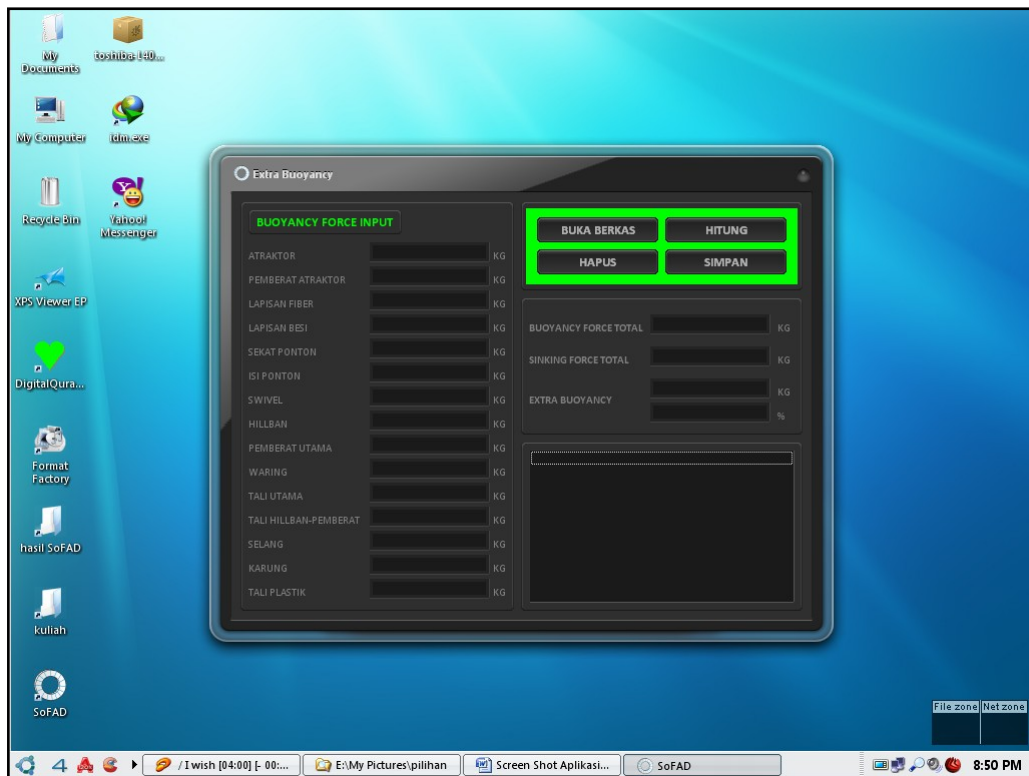 My Documents
toshiba-l40...
My Computer
idm.exe
Recycle Bin
Yahoo! Messenger
XPS Viewer EP
DigitalQura...
Format Factory
hasil SoFAD
kuliah
SoFAD
Extra Buoyancy
BUOYANCY FORCE INPUT
ATRAKTOR KG
PEMBERAT ATRAKTOR KG
LAPISAN FIBER KG
LAPISAN BESI KG
SEKAT PONTON KG
ISI PONTON KG
SWIVEL KG
HILLBAN KG
PEMBERAT UTAMA KG
WARING KG
TALI UTAMA KG
TALI HILLBAN-PEMBERAT KG
SELANG KG
KARUNG KG
TALI PLASTIK KG
BUKA BERKAS HITUNG
HAPUS SIMPAN
BUOYANCY FORCE TOTAL KG
SINKING FORCE TOTAL KG
EXTRA BUOYANCY KG
%
File zone Net zone
4
/ I wish [04:00] [- 00:...
E:\My Pictures\pilihan
Screen Shot Aplikasi...
SoFAD
8:50 PM